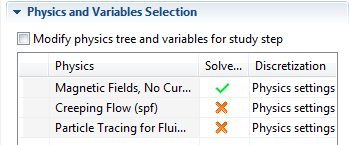 Physics and Variables Selection
Modify physics tree and variables for study step
Physics Solve... Discretization
Magnetic Fields, No Cur... Physics settings
Creeping Flow (spf) Physics settings
Particle Tracing for Flui... Physics settings